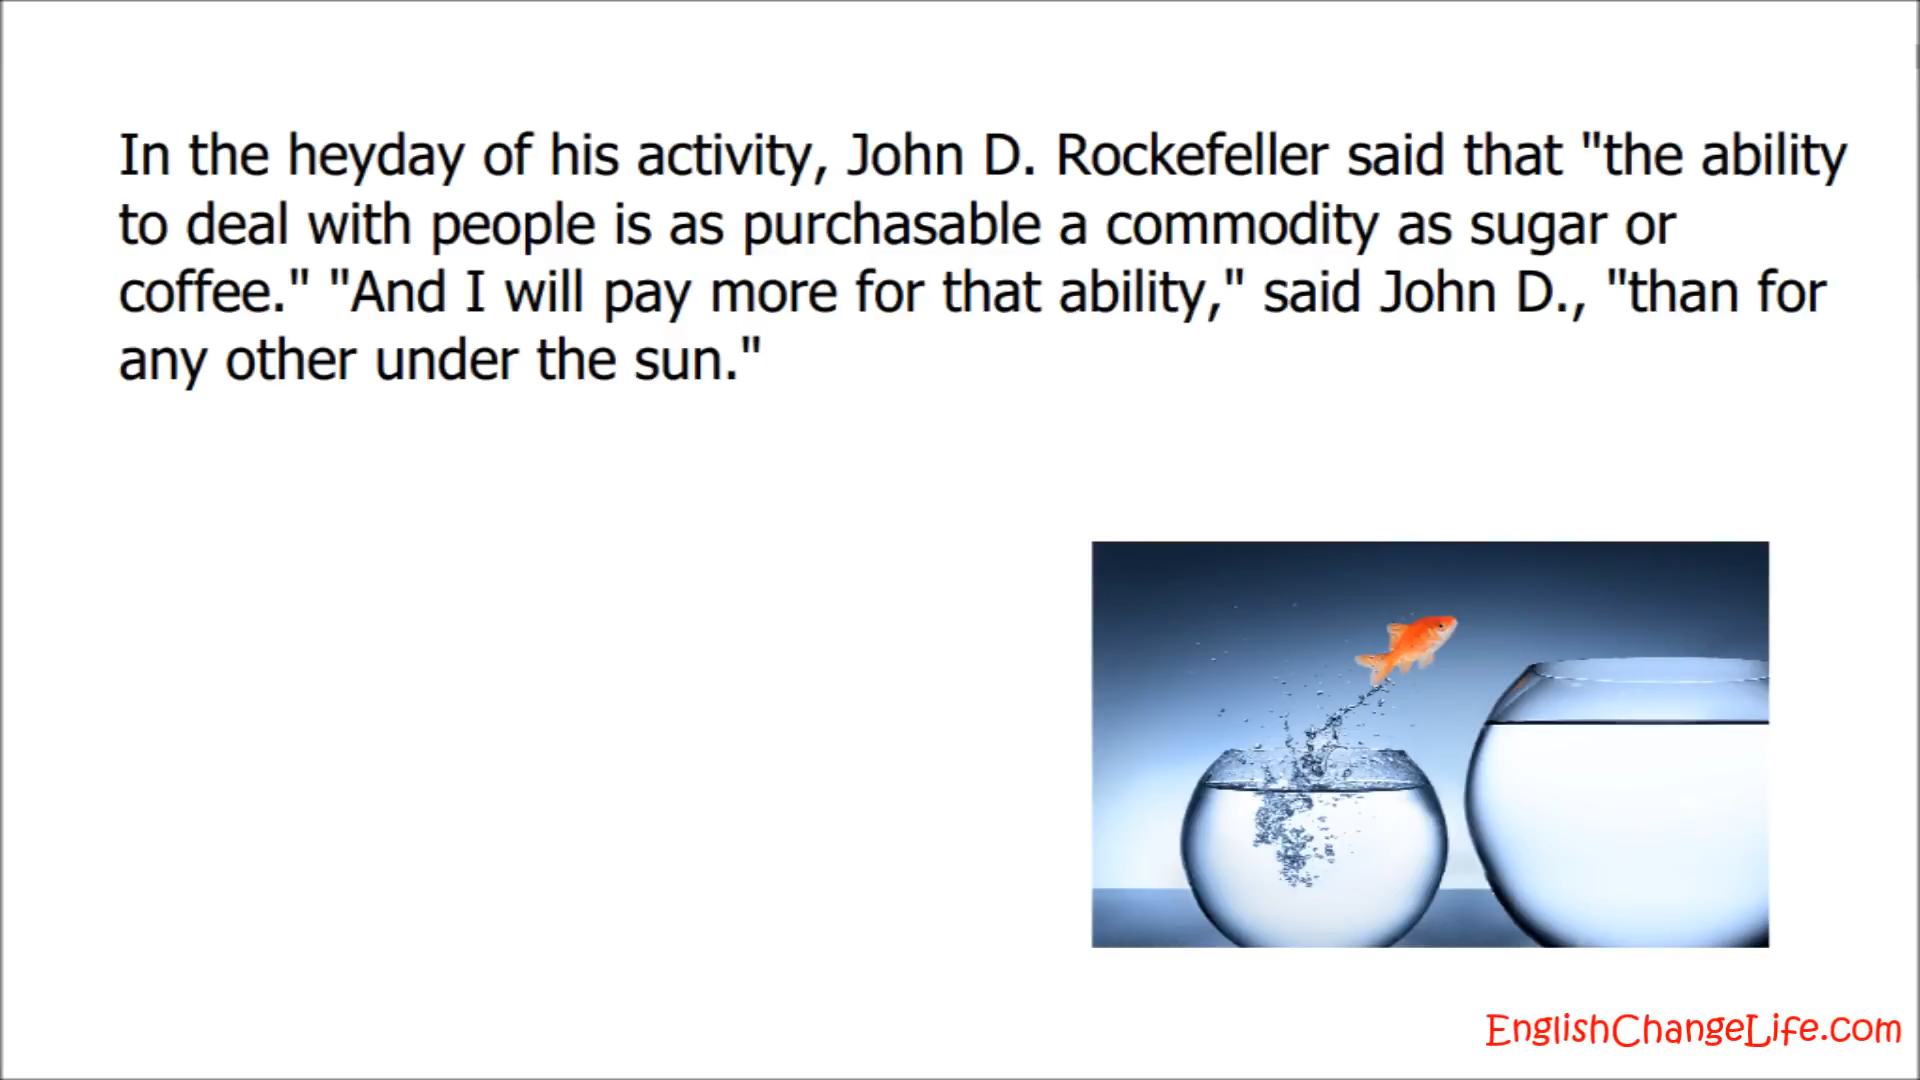 In the heyday of his activity, John D. Rockefeller said that "the ability
to deal with people is as purchasable a commodity as sugar or
coffee." "And I will pay more for that ability," said John D., "than for
any other under the sun."
EnglishChangeLife.com